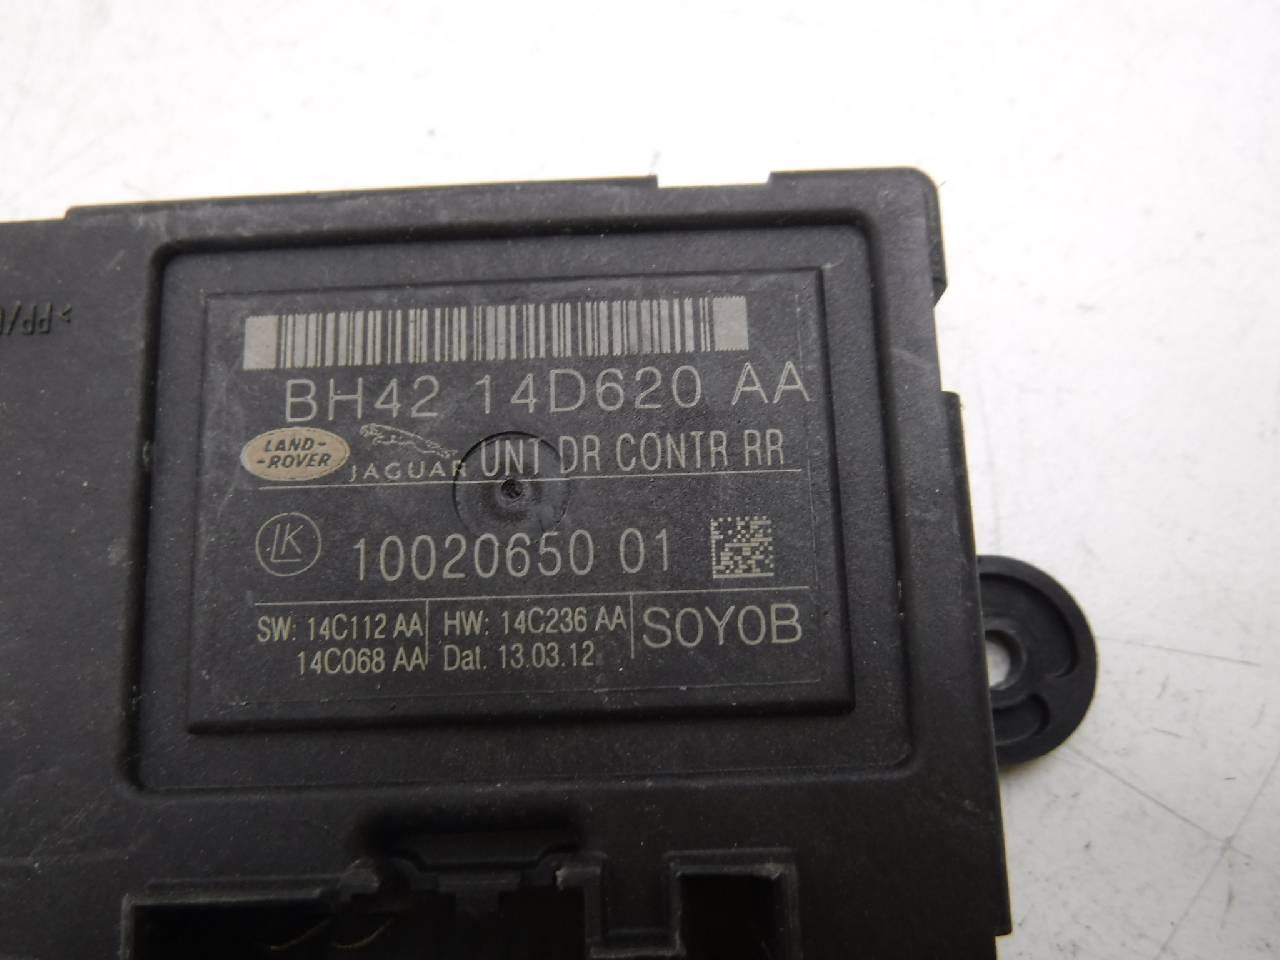 BH42 14D620 AA
LAND-
-ROVER
JAGUAR
UNT DR CONTR RR
LK
10020650 01
SW: 14C112 AA
14C068 AA
HW: 14C236 AA
Dat. 13.03.12
S0Y0B